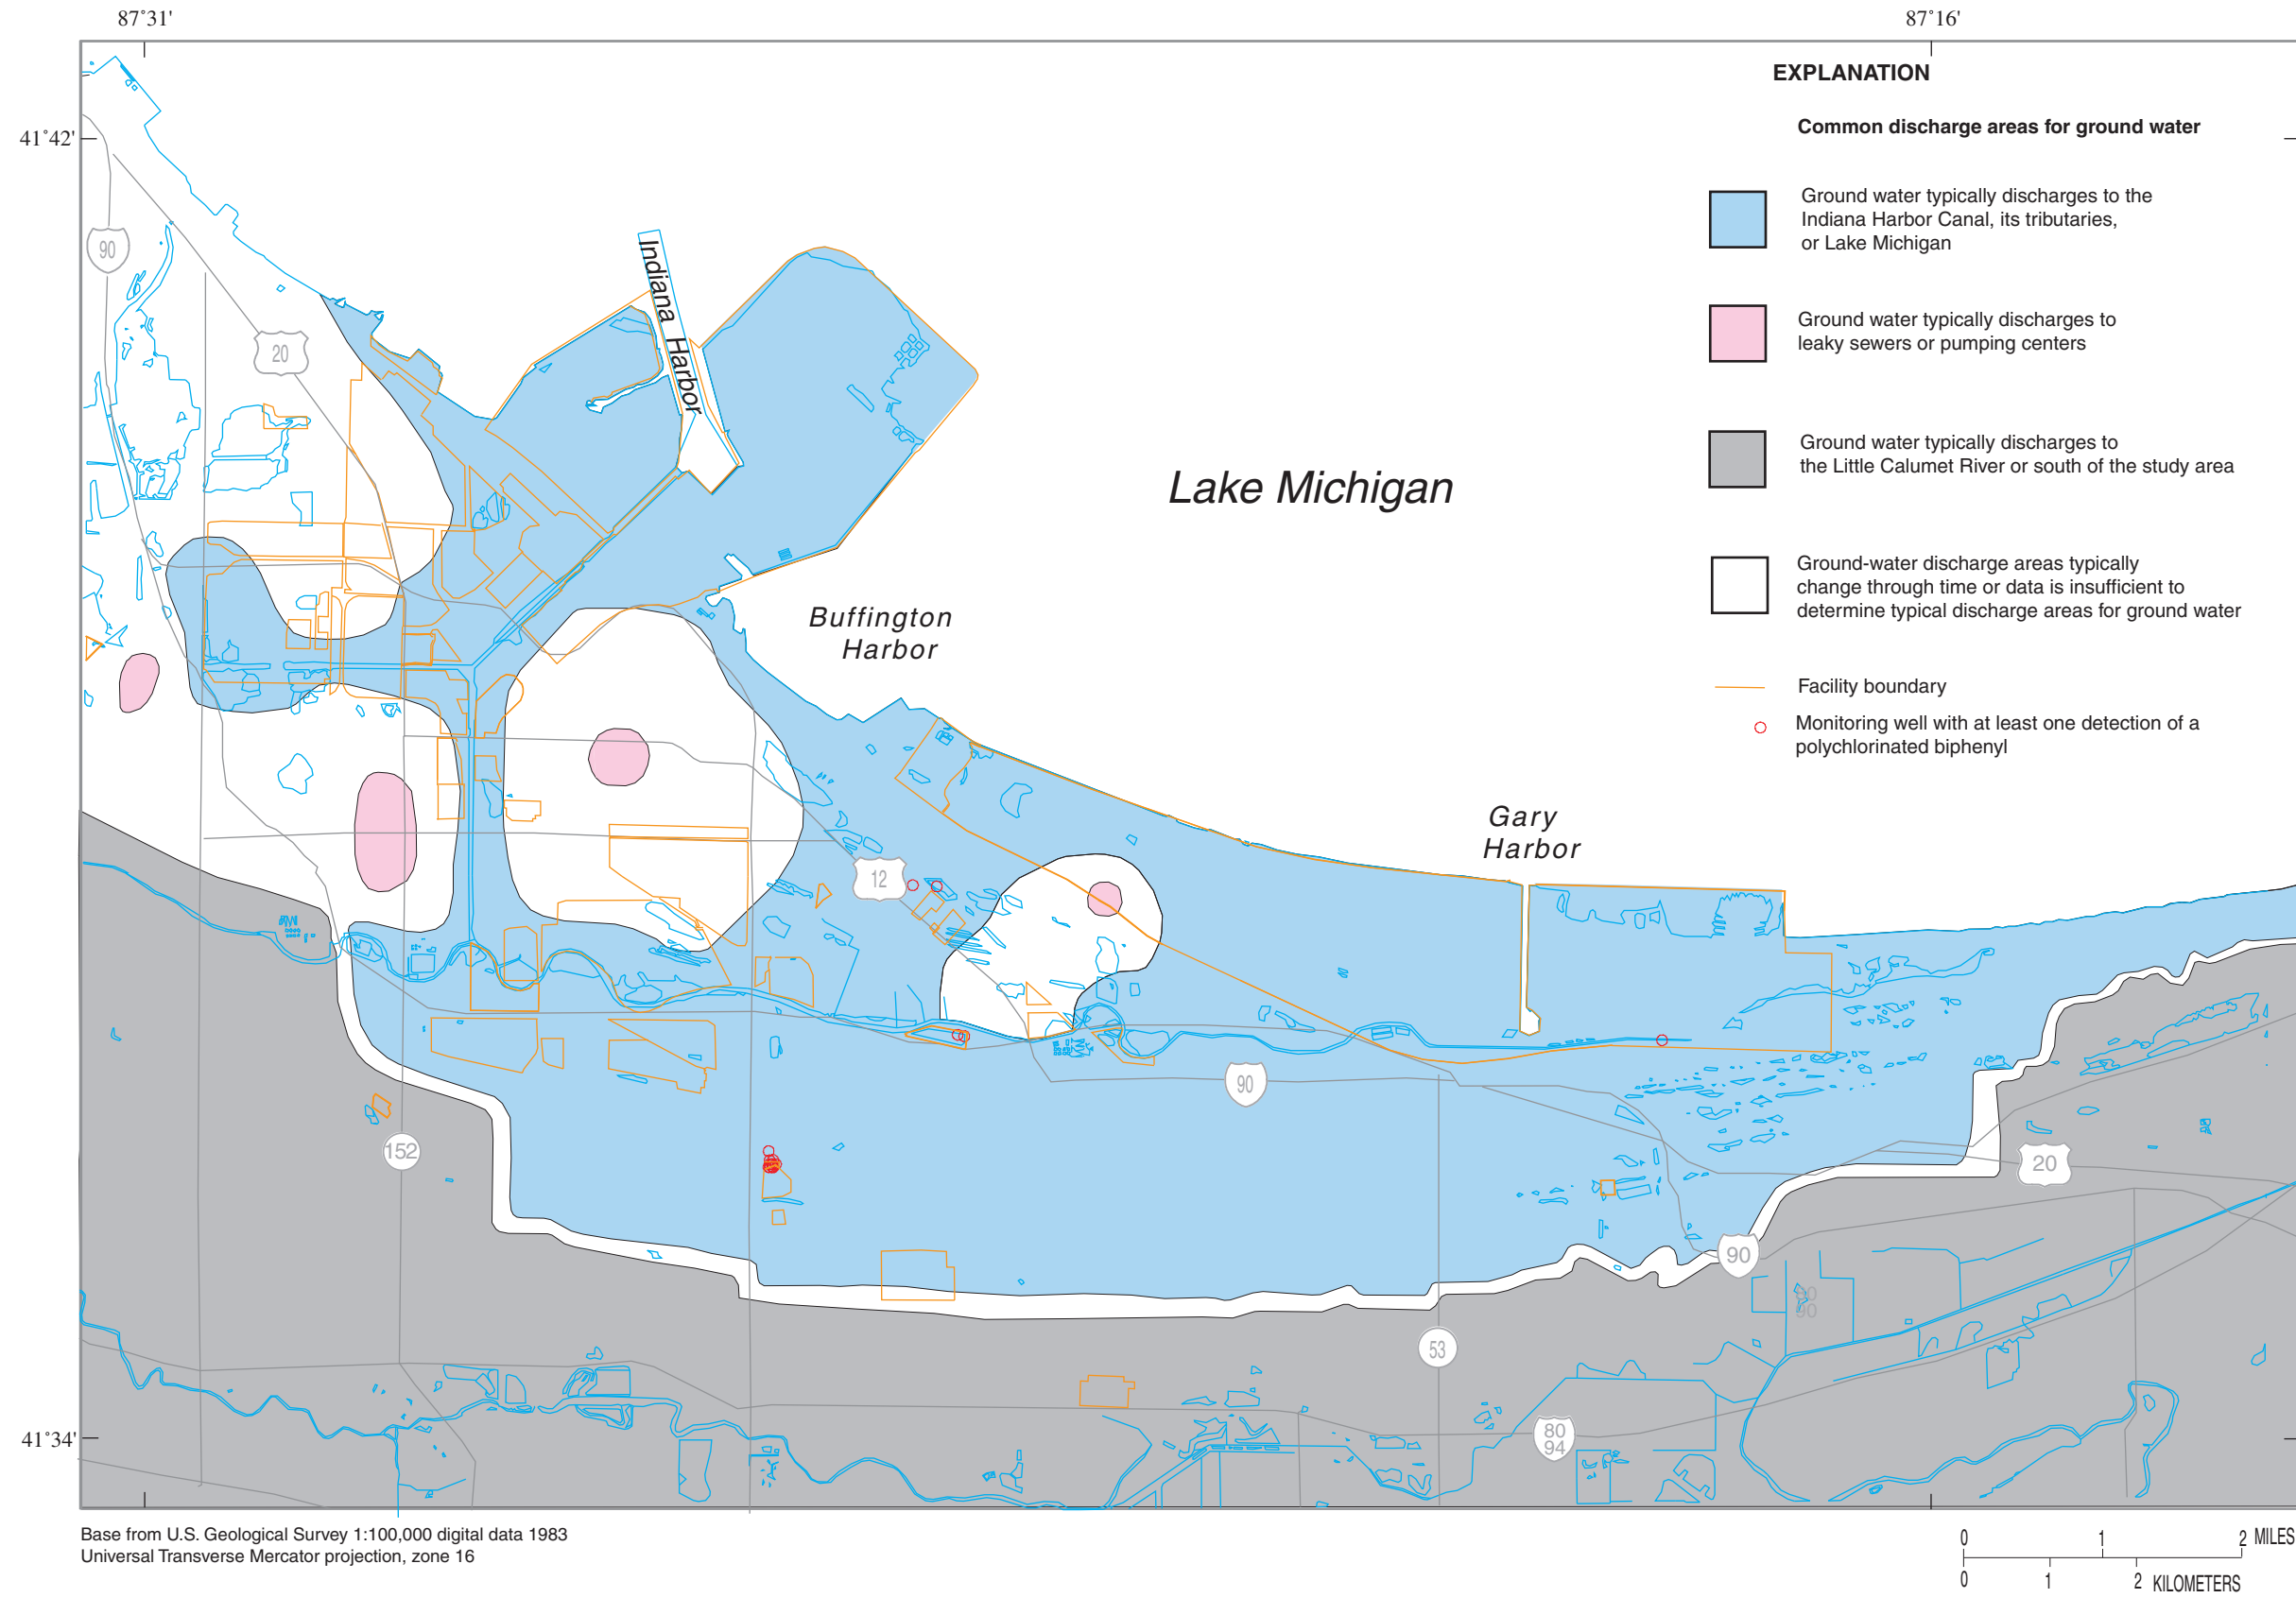 87°31'
87°16'
41°42'
EXPLANATION
Common discharge areas for ground water
Ground water typically discharges to the
Indiana Harbor Canal, its tributaries,
or Lake Michigan
Ground water typically discharges to
leaky sewers or pumping centers
Ground water typically discharges to
the Little Calumet River or south of the study area
Ground-water discharge areas typically
change through time or data is insufficient to
determine typical discharge areas for ground water
Facility boundary
Monitoring well with at least one detection of a
polychlorinated biphenyl
90
20
Indiana Harbor
Lake Michigan
Buffington
Harbor
Gary
Harbor
12
90
152
20
90
80
90
53
80
94
41°34'
Base from U.S. Geological Survey 1:100,000 digital data 1983
Universal Transverse Mercator projection, zone 16
0 1 2 MILES
0 1 2 KILOMETERS